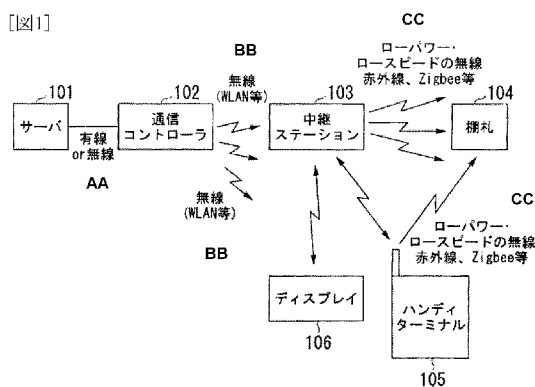 [図1]
CC
BB
ローパワー・
ロースピードの無線
赤外線、Zigbee等
101
102
無線
(WLAN等)
103
104
サーバ
通信
コントローラ
中継
ステーション
棚札
有線
or無線
AA
無線
(WLAN等)
CC
ローパワー・
ロースピードの無線
赤外線、Zigbee等
BB
ディスプレイ
ハンディ
ターミナル
106
105